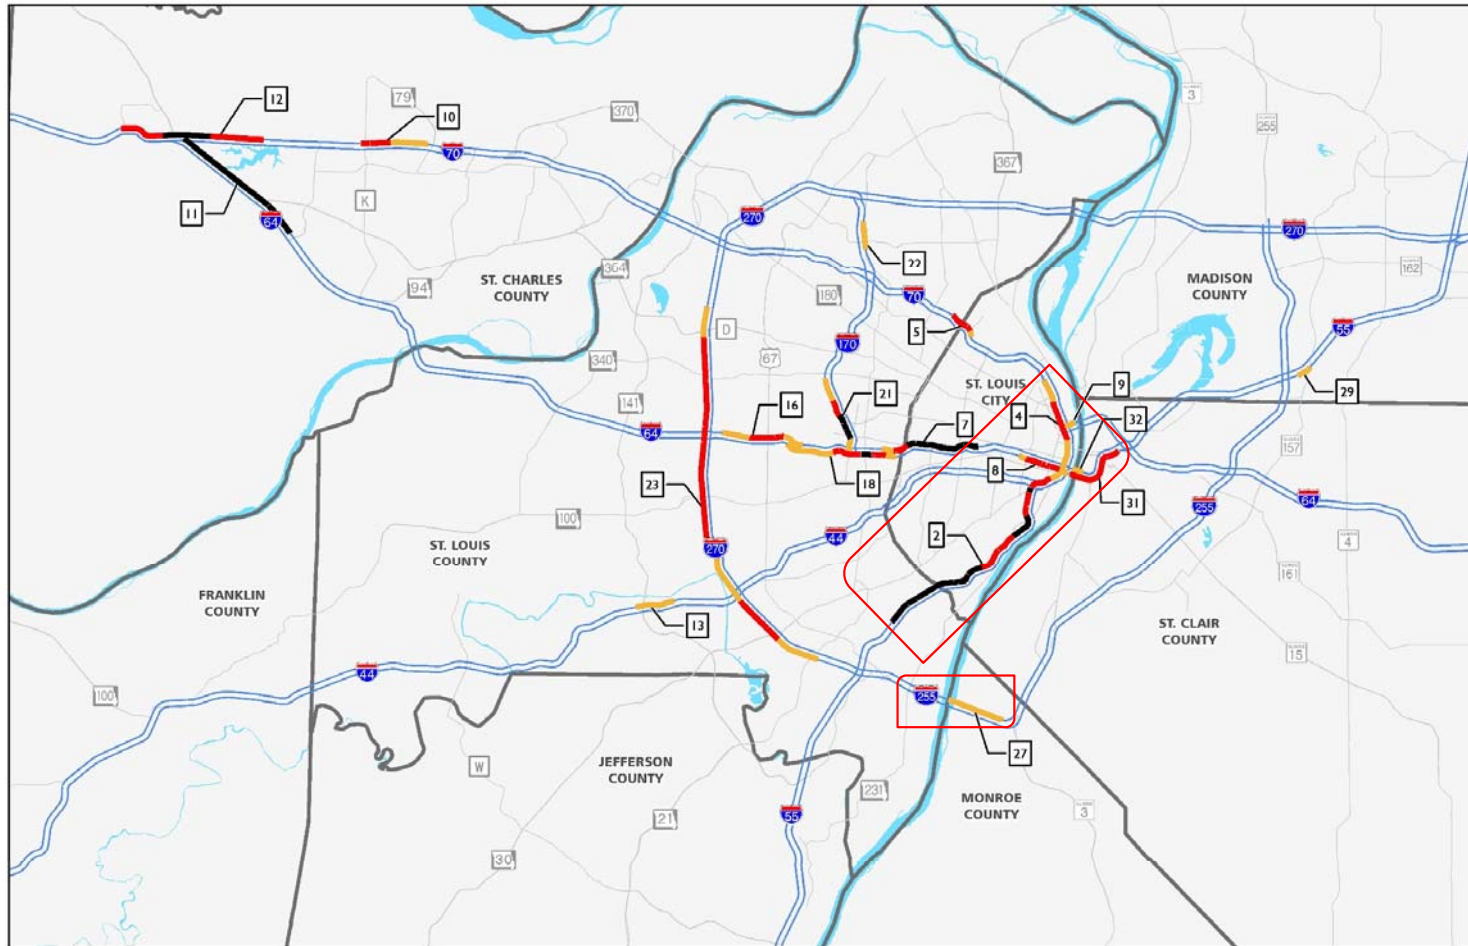 12
79
10
370
3
255
70
367
K
11
64
270
270
22
ST. CHARLES
COUNTY
364
MADISON
COUNTY
162
94
180
70
5
55
D
170
67
340
ST. LOUIS
CITY
9
29
141
16
21
4
32
7
64
157
8
23
18
31
64
255
100
2
44
4
ST. LOUIS
COUNTY
270
161
FRANKLIN
COUNTY
13
ST. CLAIR
COUNTY
15
44
100
255
27
JEFFERSON
COUNTY
W
231
MONROE
COUNTY
55
21
3
30